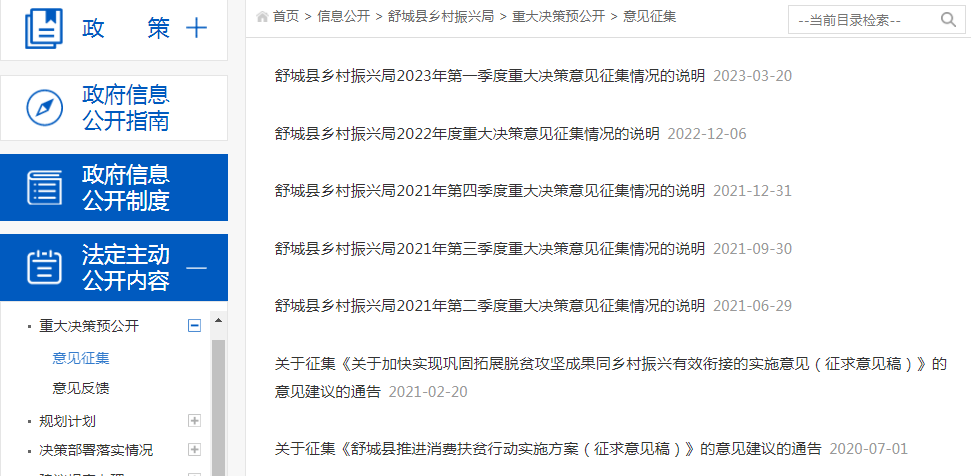 政 策
政府信息
公开指南
政府信息
公开制度
法定主动
公开内容
重大决策预公开
意见征集
意见反馈
规划计划
决策部署落实情况
首页 > 信息公开 > 舒城县乡村振兴局 > 重大决策预公开 > 意见征集
--当前目录检索--
舒城县乡村振兴局2023年第一季度重大决策意见征集情况的说明 2023-03-20
舒城县乡村振兴局2022年度重大决策意见征集情况的说明 2022-12-06
舒城县乡村振兴局2021年第四季度重大决策意见征集情况的说明 2021-12-31
舒城县乡村振兴局2021年第三季度重大决策意见征集情况的说明 2021-09-30
舒城县乡村振兴局2021年第二季度重大决策意见征集情况的说明 2021-06-29
关于征集《关于加快实现巩固拓展脱贫攻坚成果同乡村振兴有效衔接的实施意见（征求意见稿）》的
意见建议的通告 2021-02-20
关于征集《舒城县推进消费扶贫行动实施方案（征求意见稿）》的意见建议的通告 2020-07-01